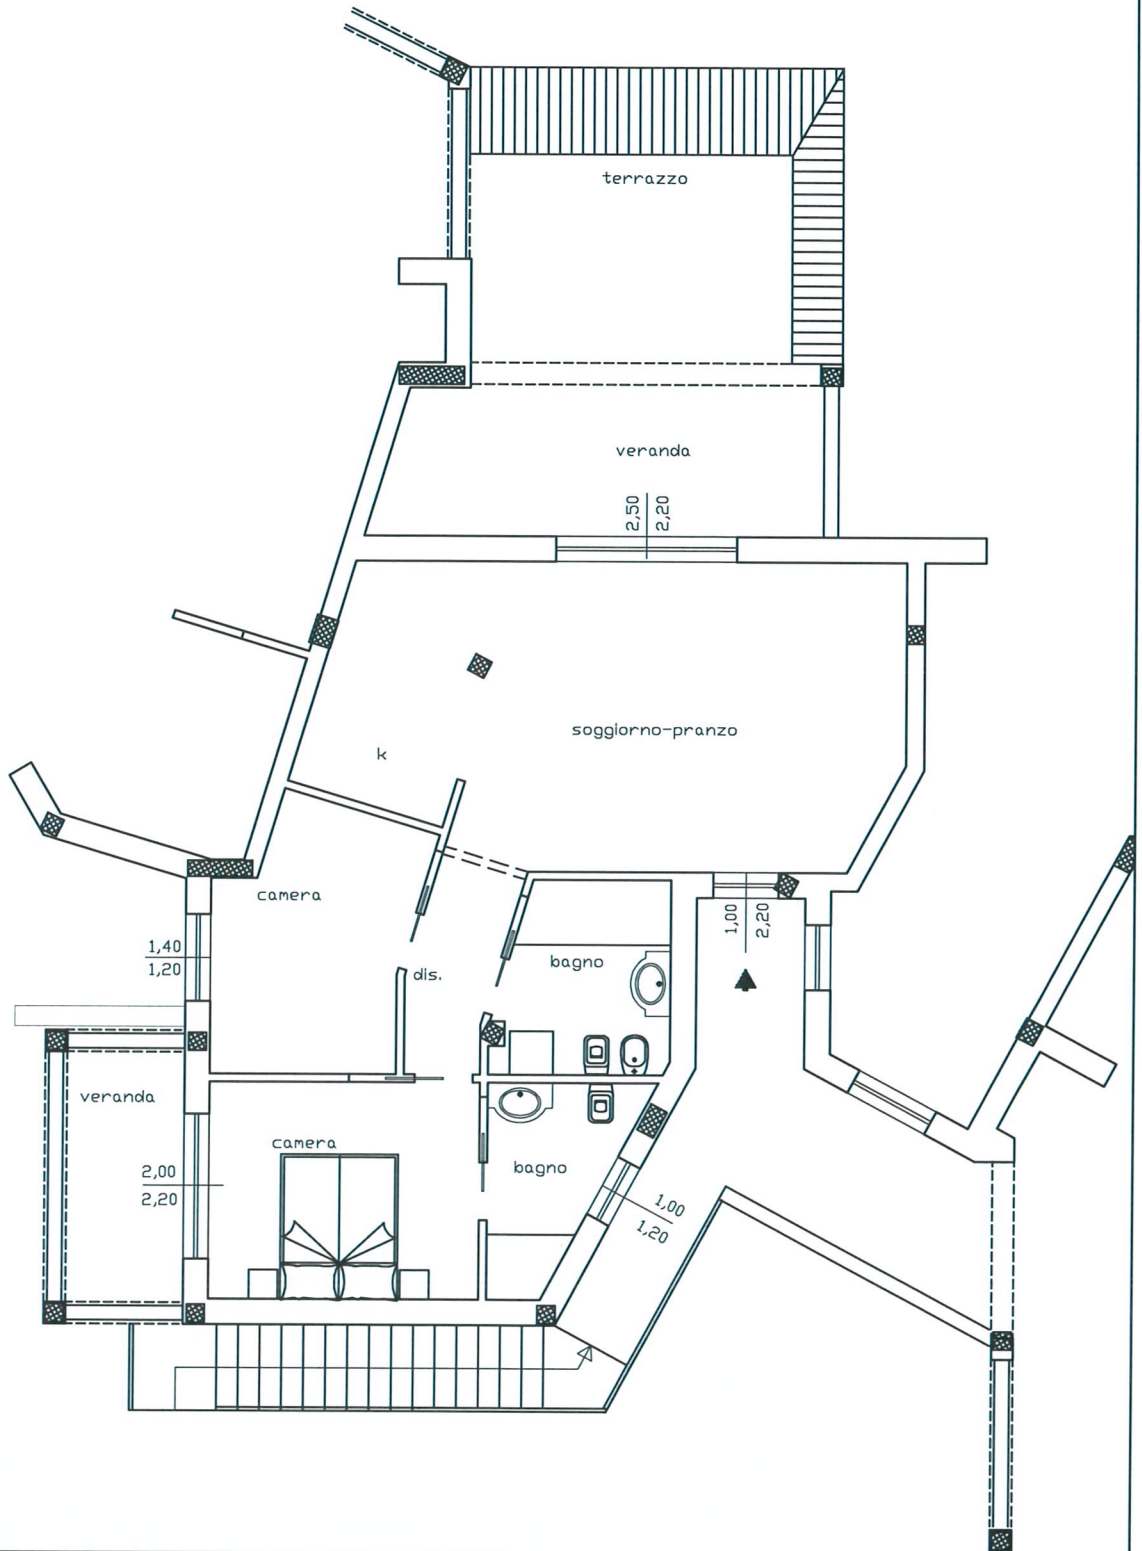 terrazzo
veranda
2,50
2,20
soggiorno-pranzo
k
camera
1,00
2,20
1,40
1,20
dis.
bagno
veranda
camera
2,00
2,20
bagno
1,00
1,20